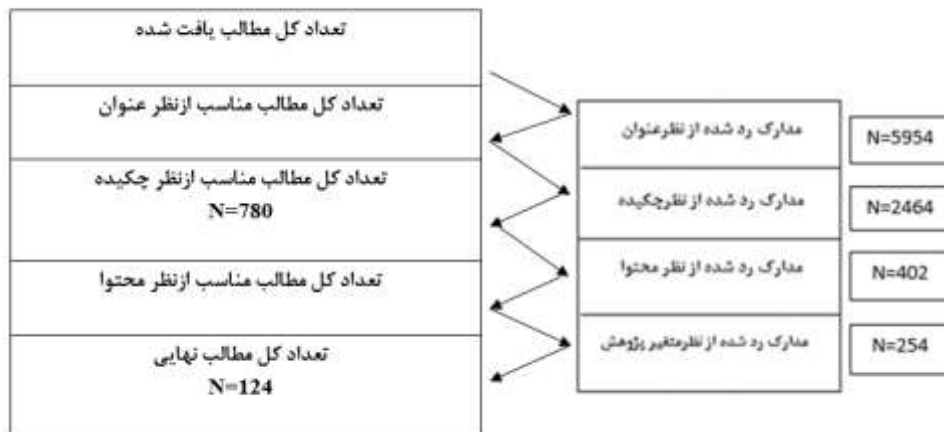 تعداد کل مطالب یافت شده
تعداد کل مطالب مناسب ازنظر عنوان
تعداد کل مطالب مناسب ازنظر چکیده
N=780
تعداد کل مطالب مناسب ازنظر محتوا
تعداد کل مطالب نهایی
N=124
مدارک رد شده از نظرعنوان
N=5954
مدارک رد شده از نظرچکیده
N=2464
مدارک رد شده از نظر محتوا
N=402
مدارک رد شده از نظرمتغیر پژوهش
N=254